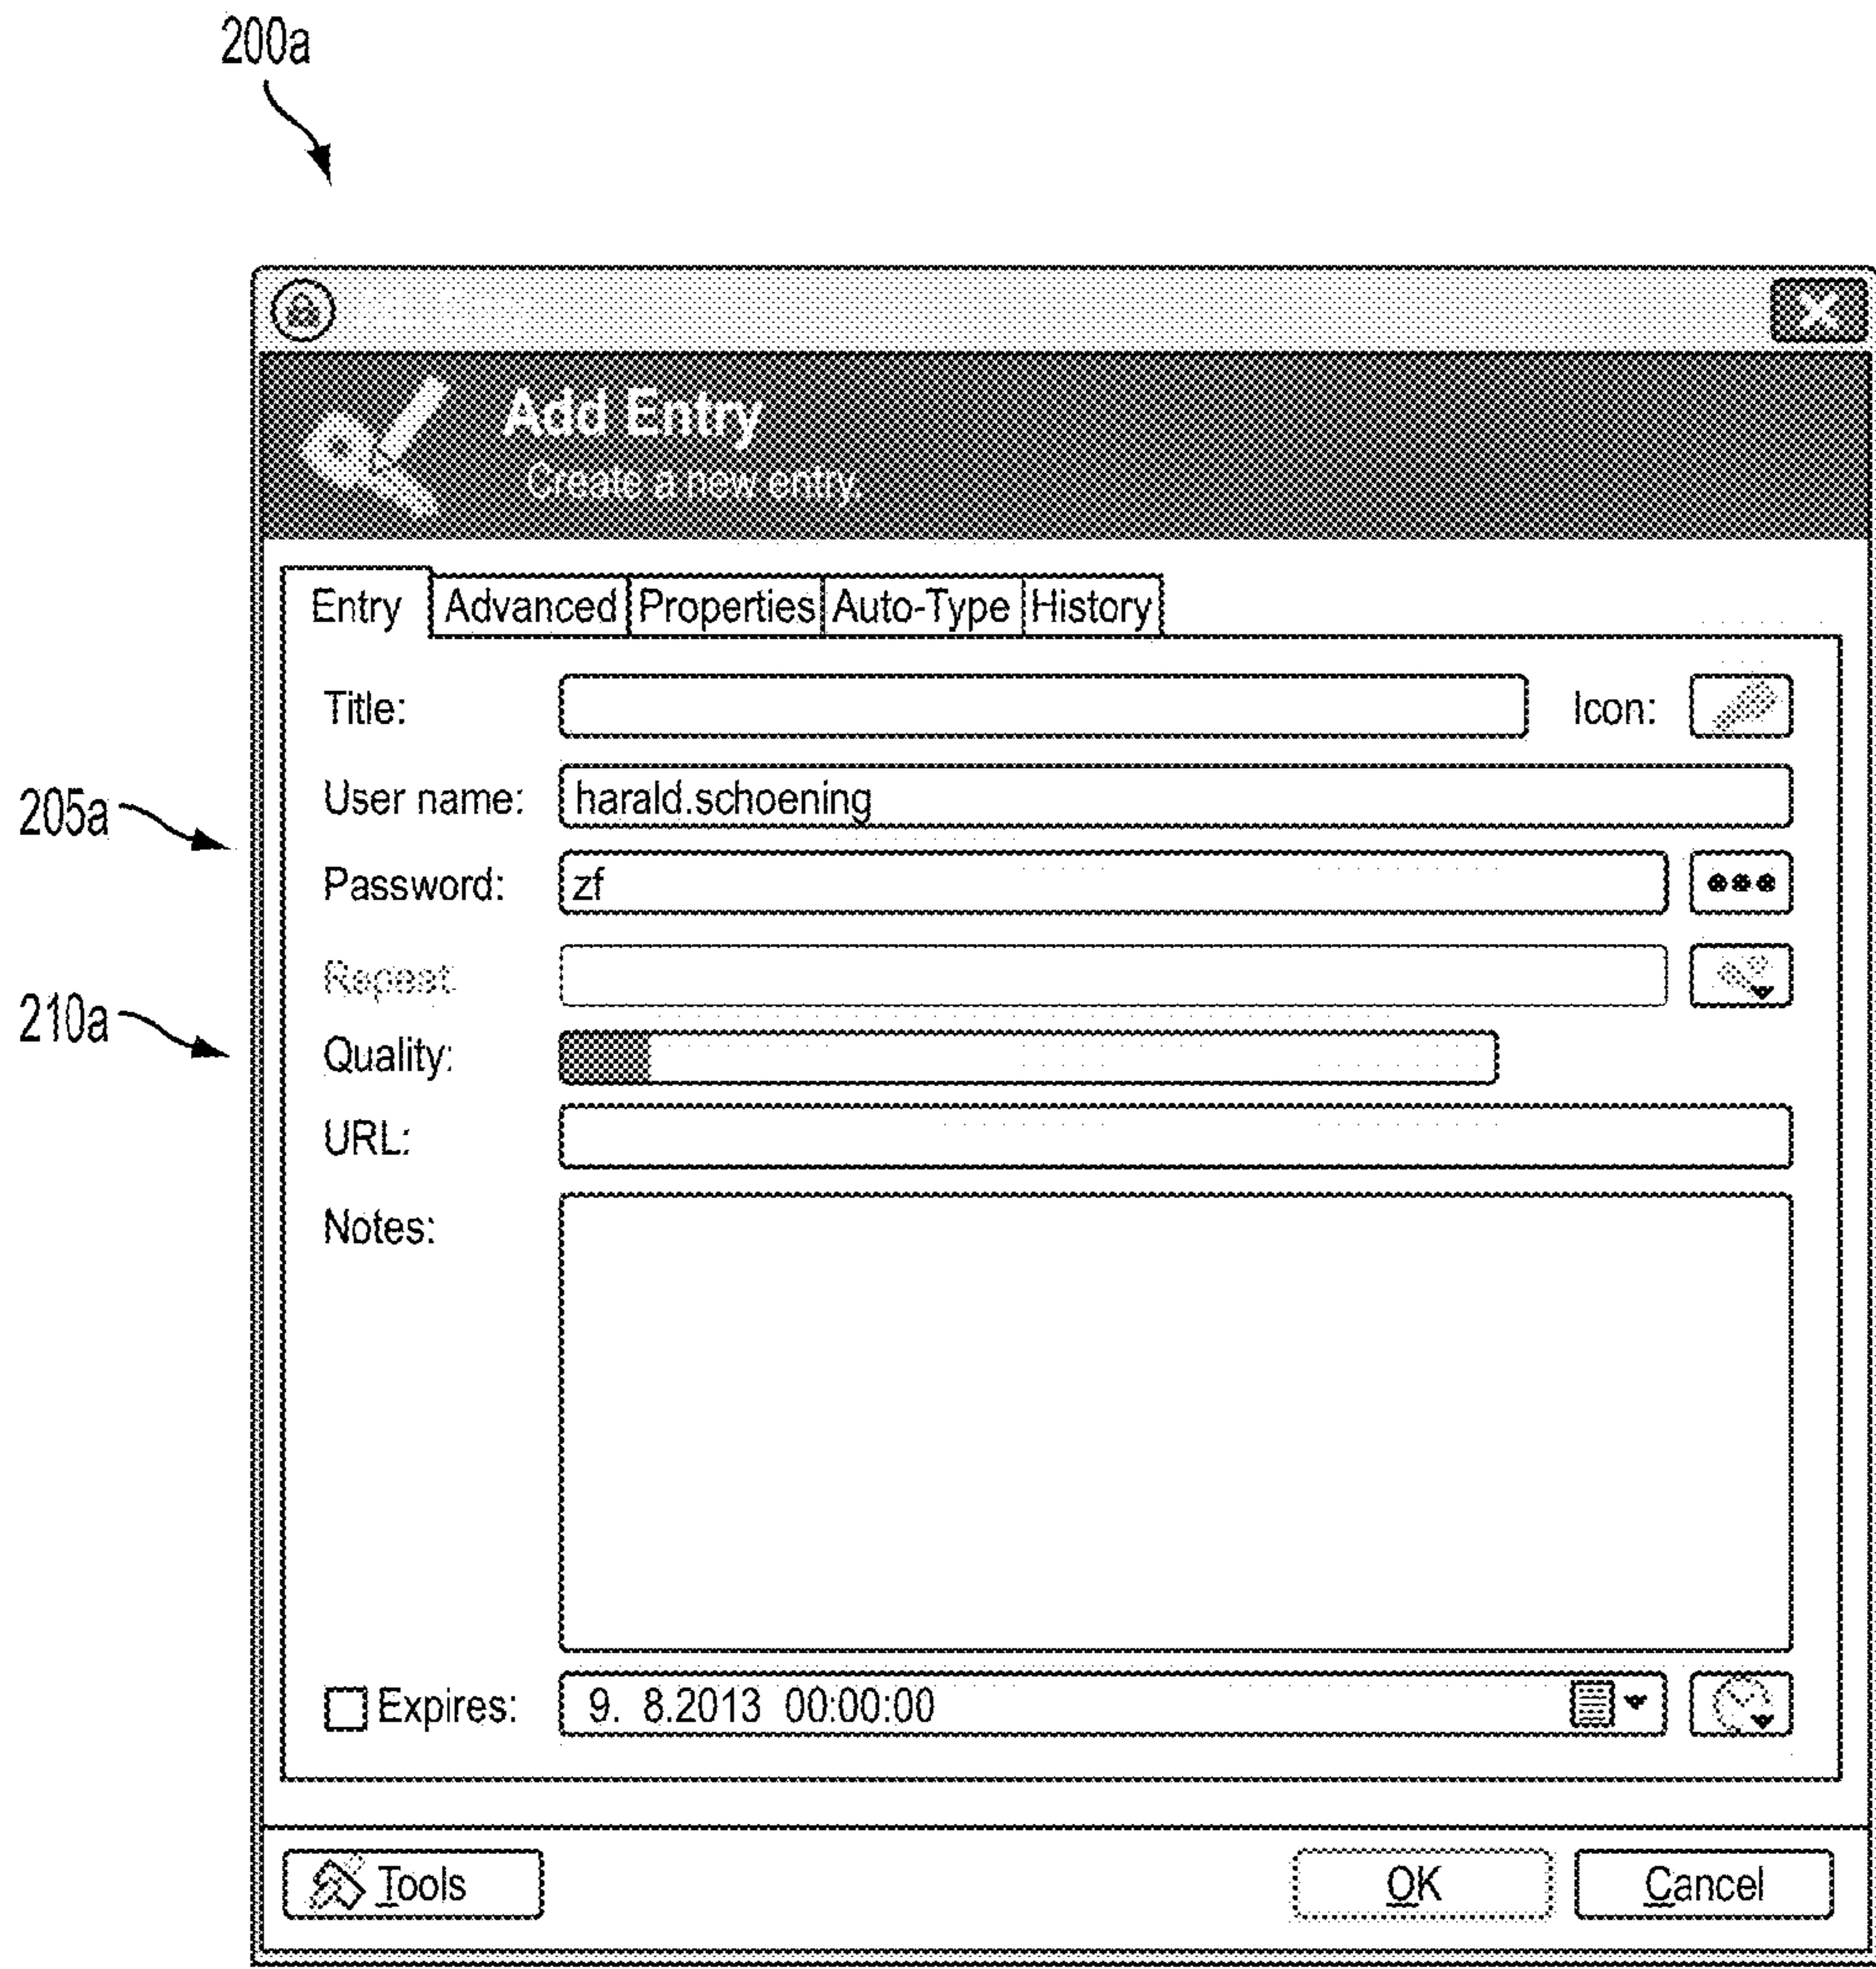 200a
Add Entry
Create a new entry.
Entry Advanced Properties Auto-Type History
Title: Icon:
User name: harald.schoening
205a
Password: zf
Repeat:
210a
Quality:
URL:
Notes:
Expires: 9. 8.2013 00:00:00
Tools OK Cancel